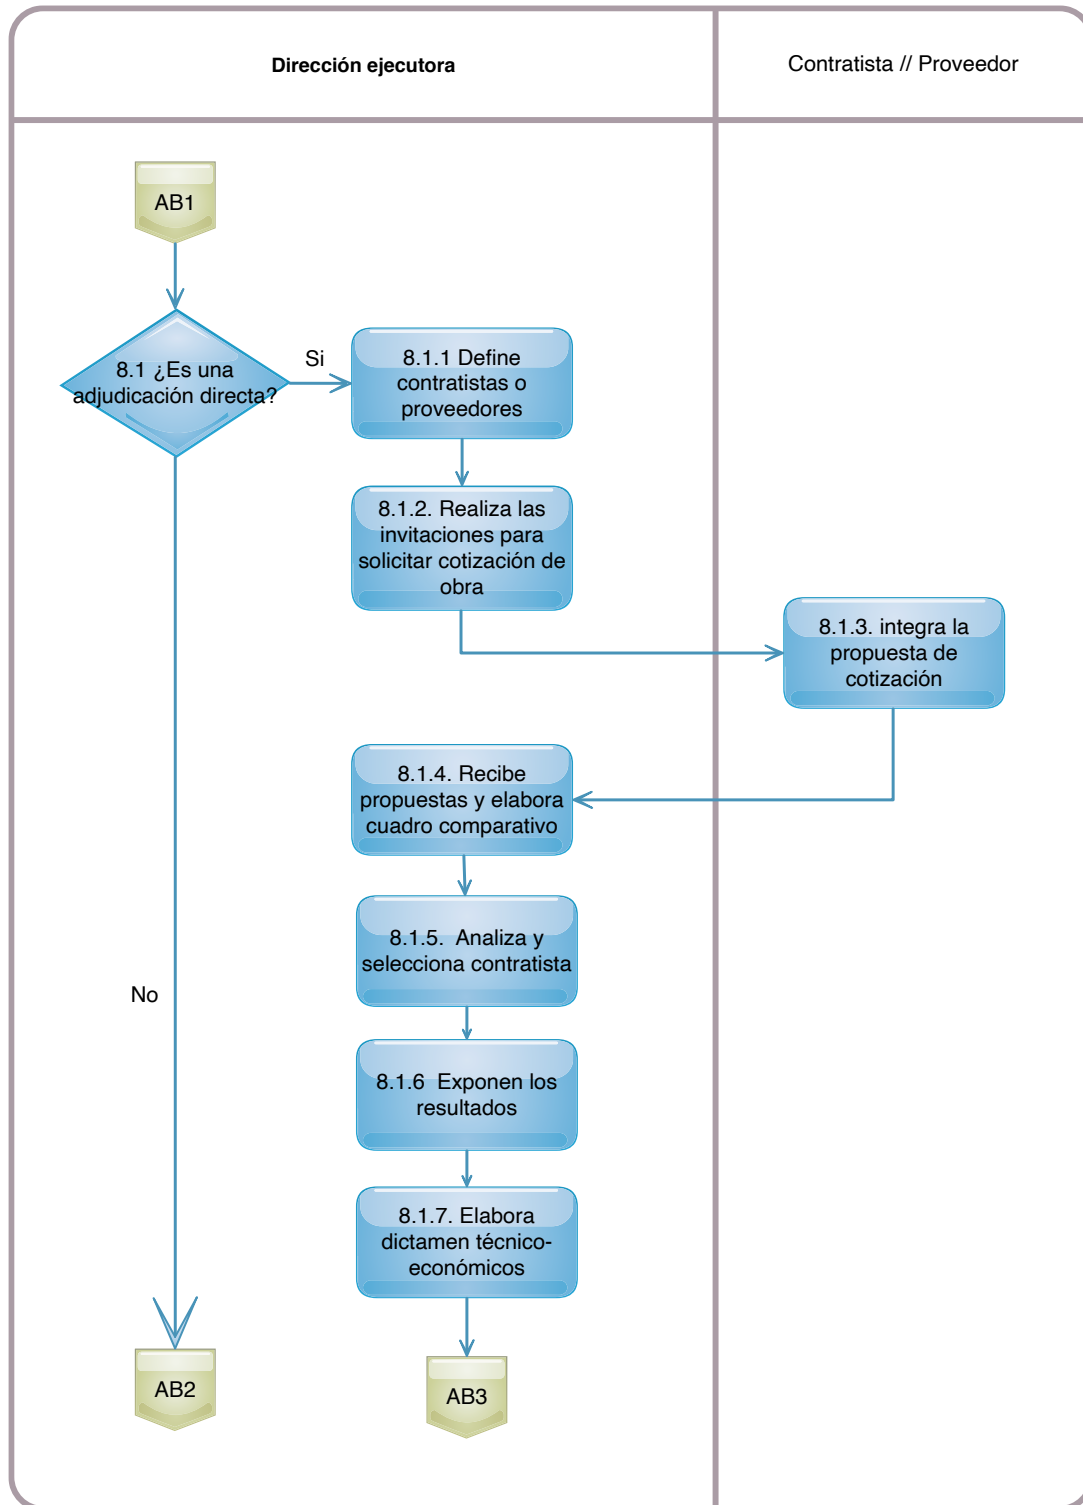 Dirección ejecutora
Contratista // Proveedor
AB1
8.1 ¿Es una
adjudicación directa?
Si
8.1.1 Define
contratistas o
proveedores
8.1.2. Realiza las
invitaciones para
solicitar cotización de
obra
8.1.3. integra la
propuesta de
cotización
8.1.4. Recibe
propuestas y elabora
cuadro comparativo
8.1.5.  Analiza y
selecciona contratista
No
8.1.6  Exponen los
resultados
8.1.7. Elabora
dictamen técnico-
económicos
AB2
AB3